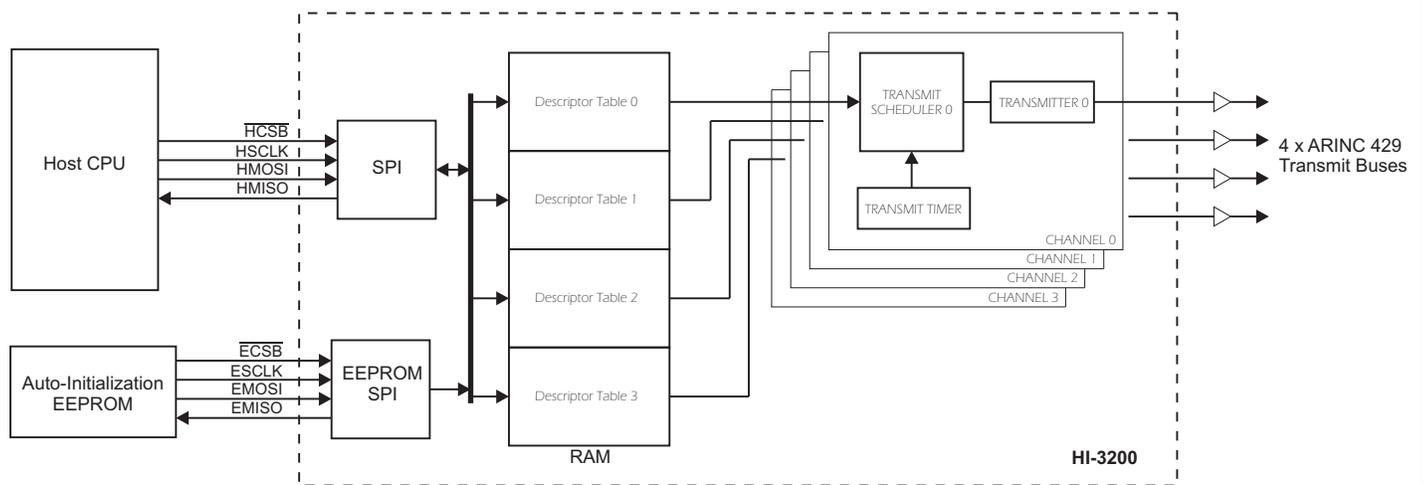 Host CPU
HCSB
HSCLK
HMOSI
HMISO
SPI
Auto-Initialization
EEPROM
ECSB
ESCLK
EMOSI
EMISO
EEPROM
SPI
Descriptor Table 0
Descriptor Table 1
Descriptor Table 2
Descriptor Table 3
RAM
TRANSMIT
SCHEDULER 0
TRANSMITTER 0
TRANSMIT TIMER
CHANNEL 0
CHANNEL 1
CHANNEL 2
CHANNEL 3
4 x ARINC 429
Transmit Buses
HI-3200